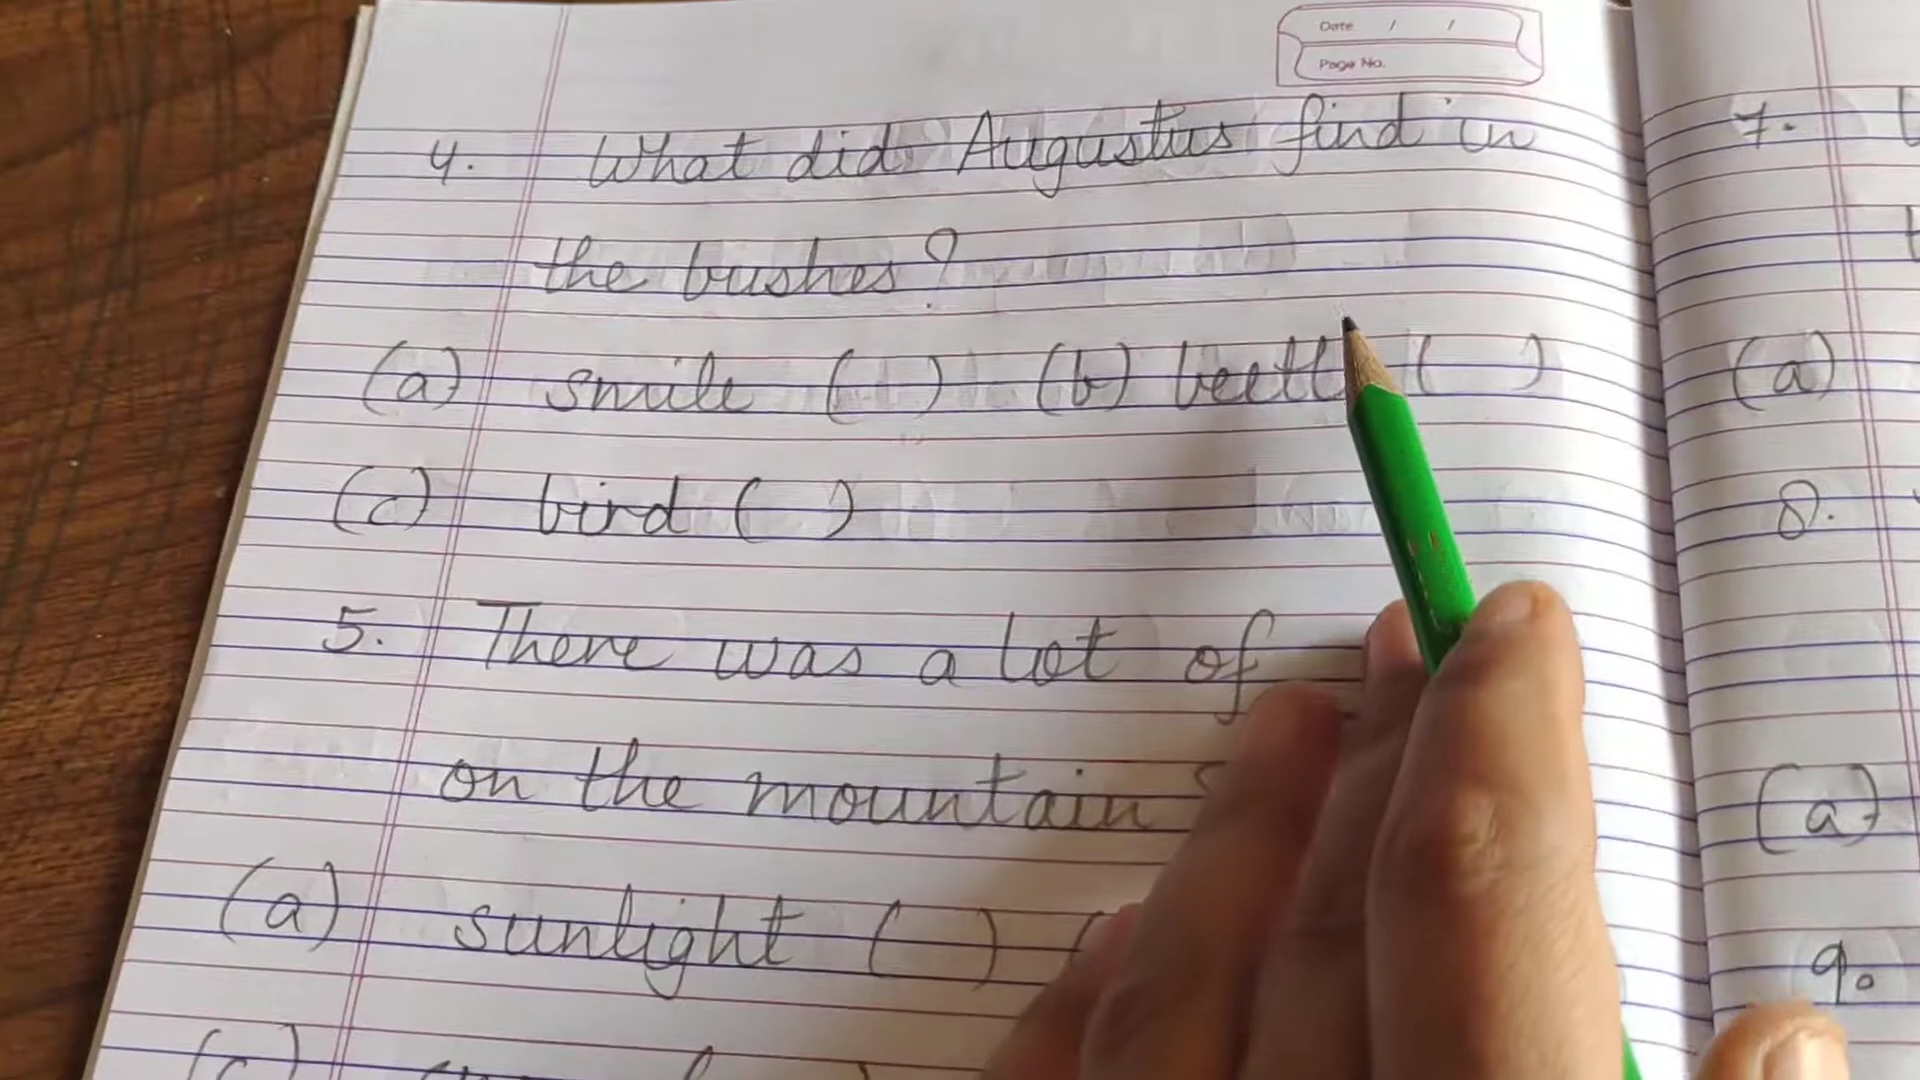 Date / /
Page No.
4. What did Augustus find in
the bushes?
(a) smile ( ) (b) beetl ( )
(c) bird ( )
5. There was a lot of
on the mountain
(a) sunlight ( ) (
(c)
7.
(a)
8.
(a)
9.